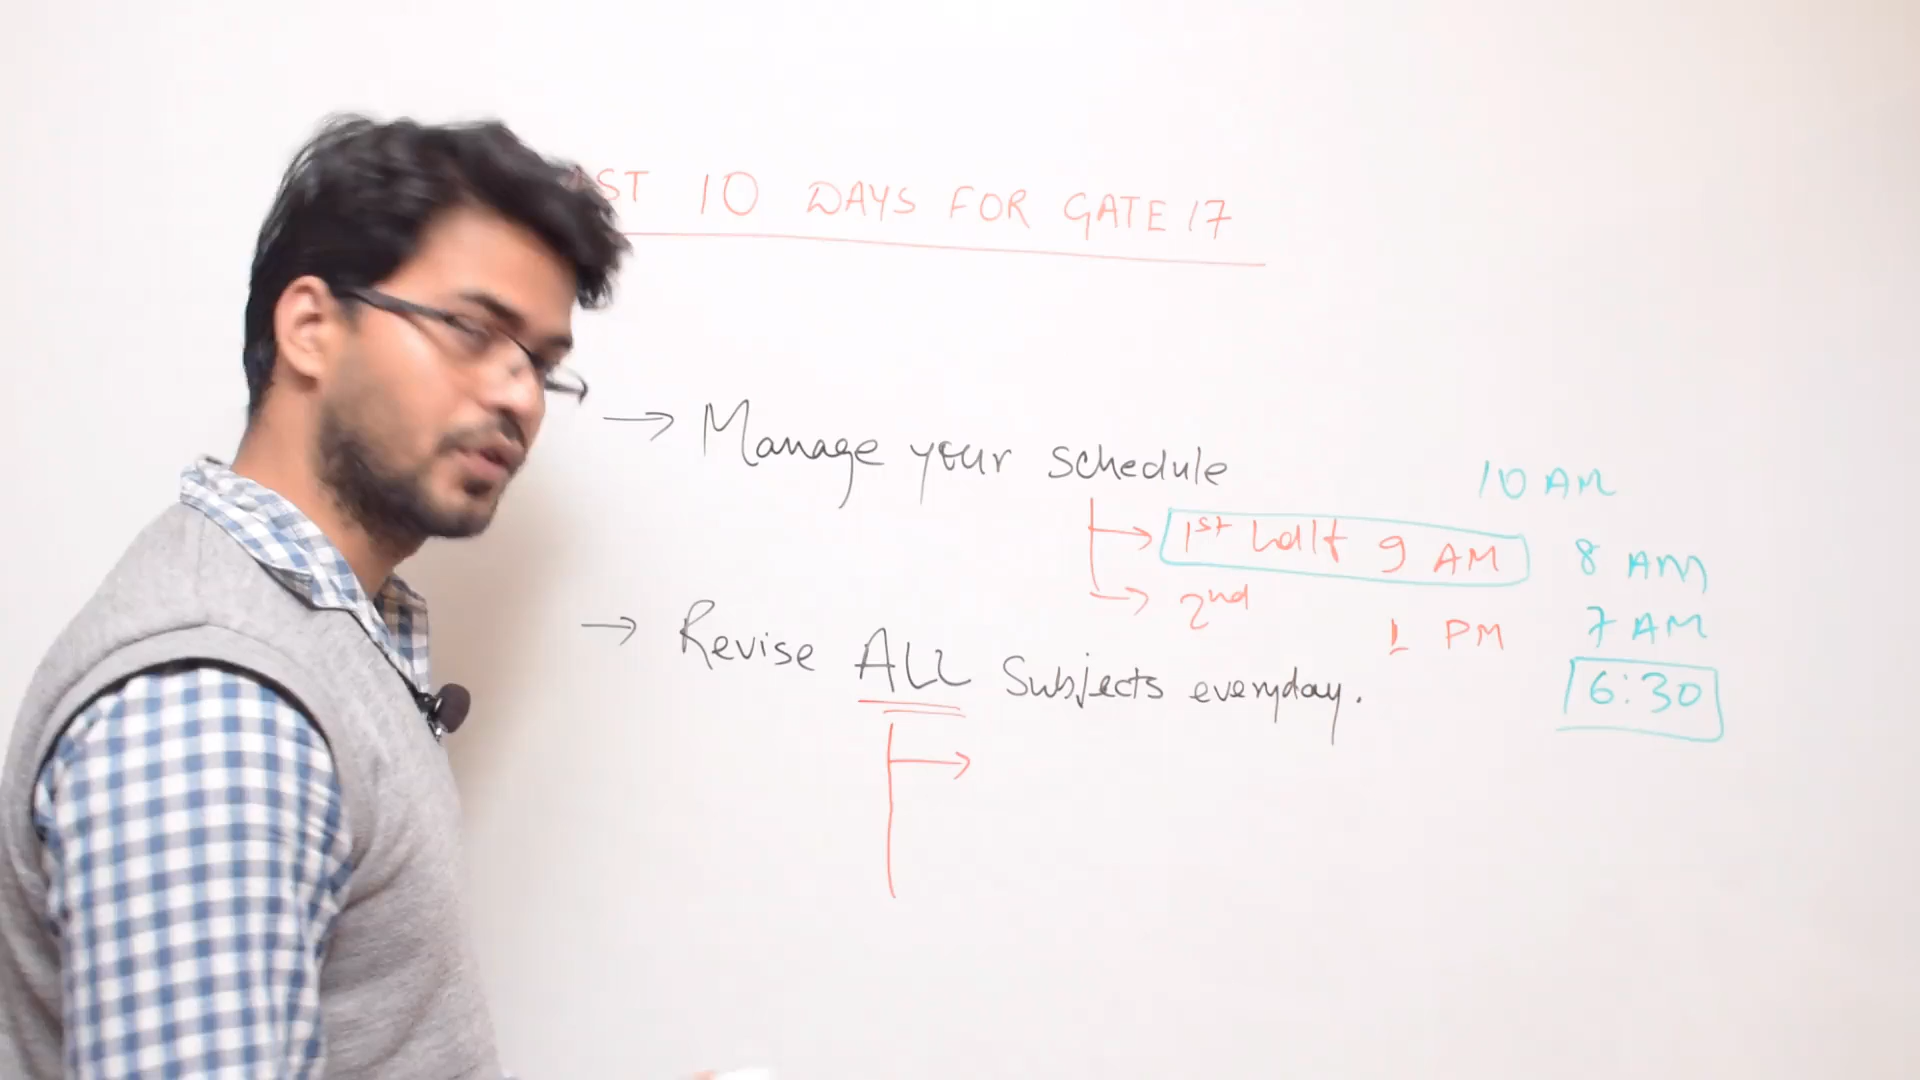 ST 10 DAYS FOR GATE 17
→ Manage your schedule
10 AM
1st half 9 AM
8 AM
2nd
1 PM
7 AM
→ Revise ALL Subjects everyday.
6:30